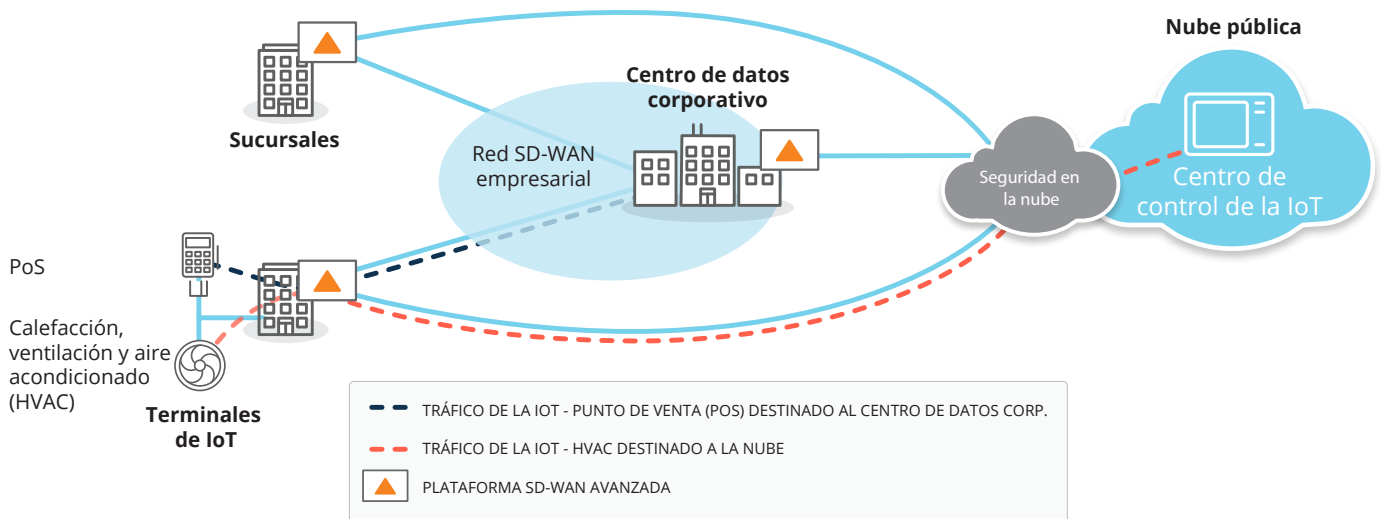 Nube pública
Centro de datos
corporativo
Sucursales
Red SD-WAN
empresarial
Seguridad en
la nube
Centro de
control de la IoT
PoS
Calefacción,
ventilación y aire
acondicionado
(HVAC)
Terminales
de IoT
TRÁFICO DE LA IOT - PUNTO DE VENTA (POS) DESTINADO AL CENTRO DE DATOS CORP.
TRÁFICO DE LA IOT - HVAC DESTINADO A LA NUBE
PLATAFORMA SD-WAN AVANZADA